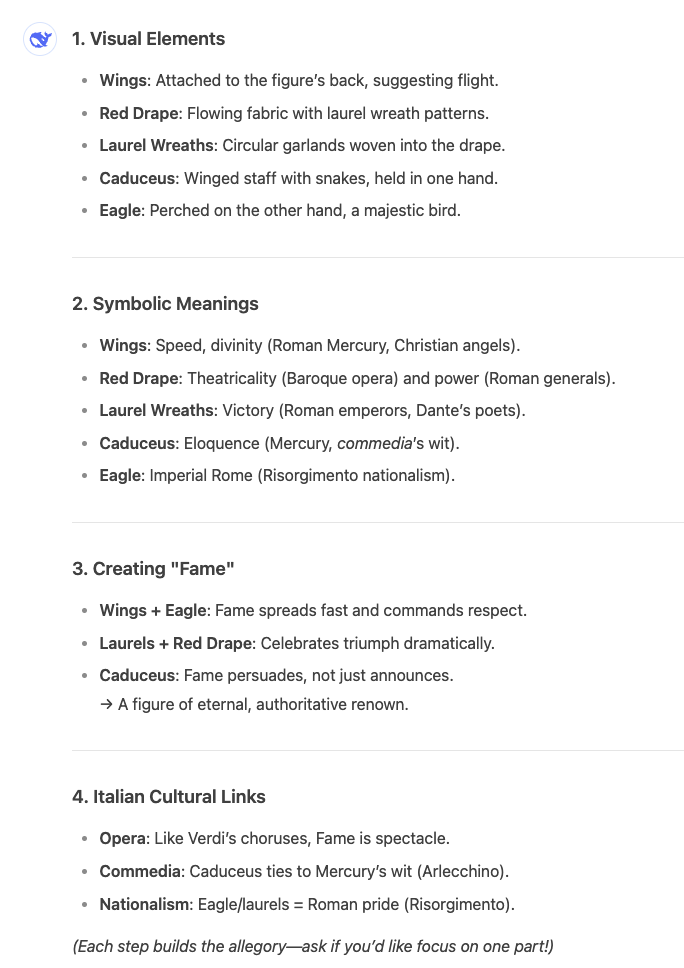 1. Visual Elements
• Wings: Attached to the figure’s back, suggesting flight.
• Red Drape: Flowing fabric with laurel wreath patterns.
• Laurel Wreaths: Circular garlands woven into the drape.
• Caduceus: Winged staff with snakes, held in one hand.
• Eagle: Perched on the other hand, a majestic bird.
2. Symbolic Meanings
• Wings: Speed, divinity (Roman Mercury, Christian angels).
• Red Drape: Theatricality (Baroque opera) and power (Roman generals).
• Laurel Wreaths: Victory (Roman emperors, Dante’s poets).
• Caduceus: Eloquence (Mercury, commedia’s wit).
• Eagle: Imperial Rome (Risorgimento nationalism).
3. Creating "Fame"
• Wings + Eagle: Fame spreads fast and commands respect.
• Laurels + Red Drape: Celebrates triumph dramatically.
• Caduceus: Fame persuades, not just announces.
→ A figure of eternal, authoritative renown.
4. Italian Cultural Links
• Opera: Like Verdi’s choruses, Fame is spectacle.
• Commedia: Caduceus ties to Mercury’s wit (Arlecchino).
• Nationalism: Eagle/laurels = Roman pride (Risorgimento).
(Each step builds the allegory—ask if you’d like focus on one part!)